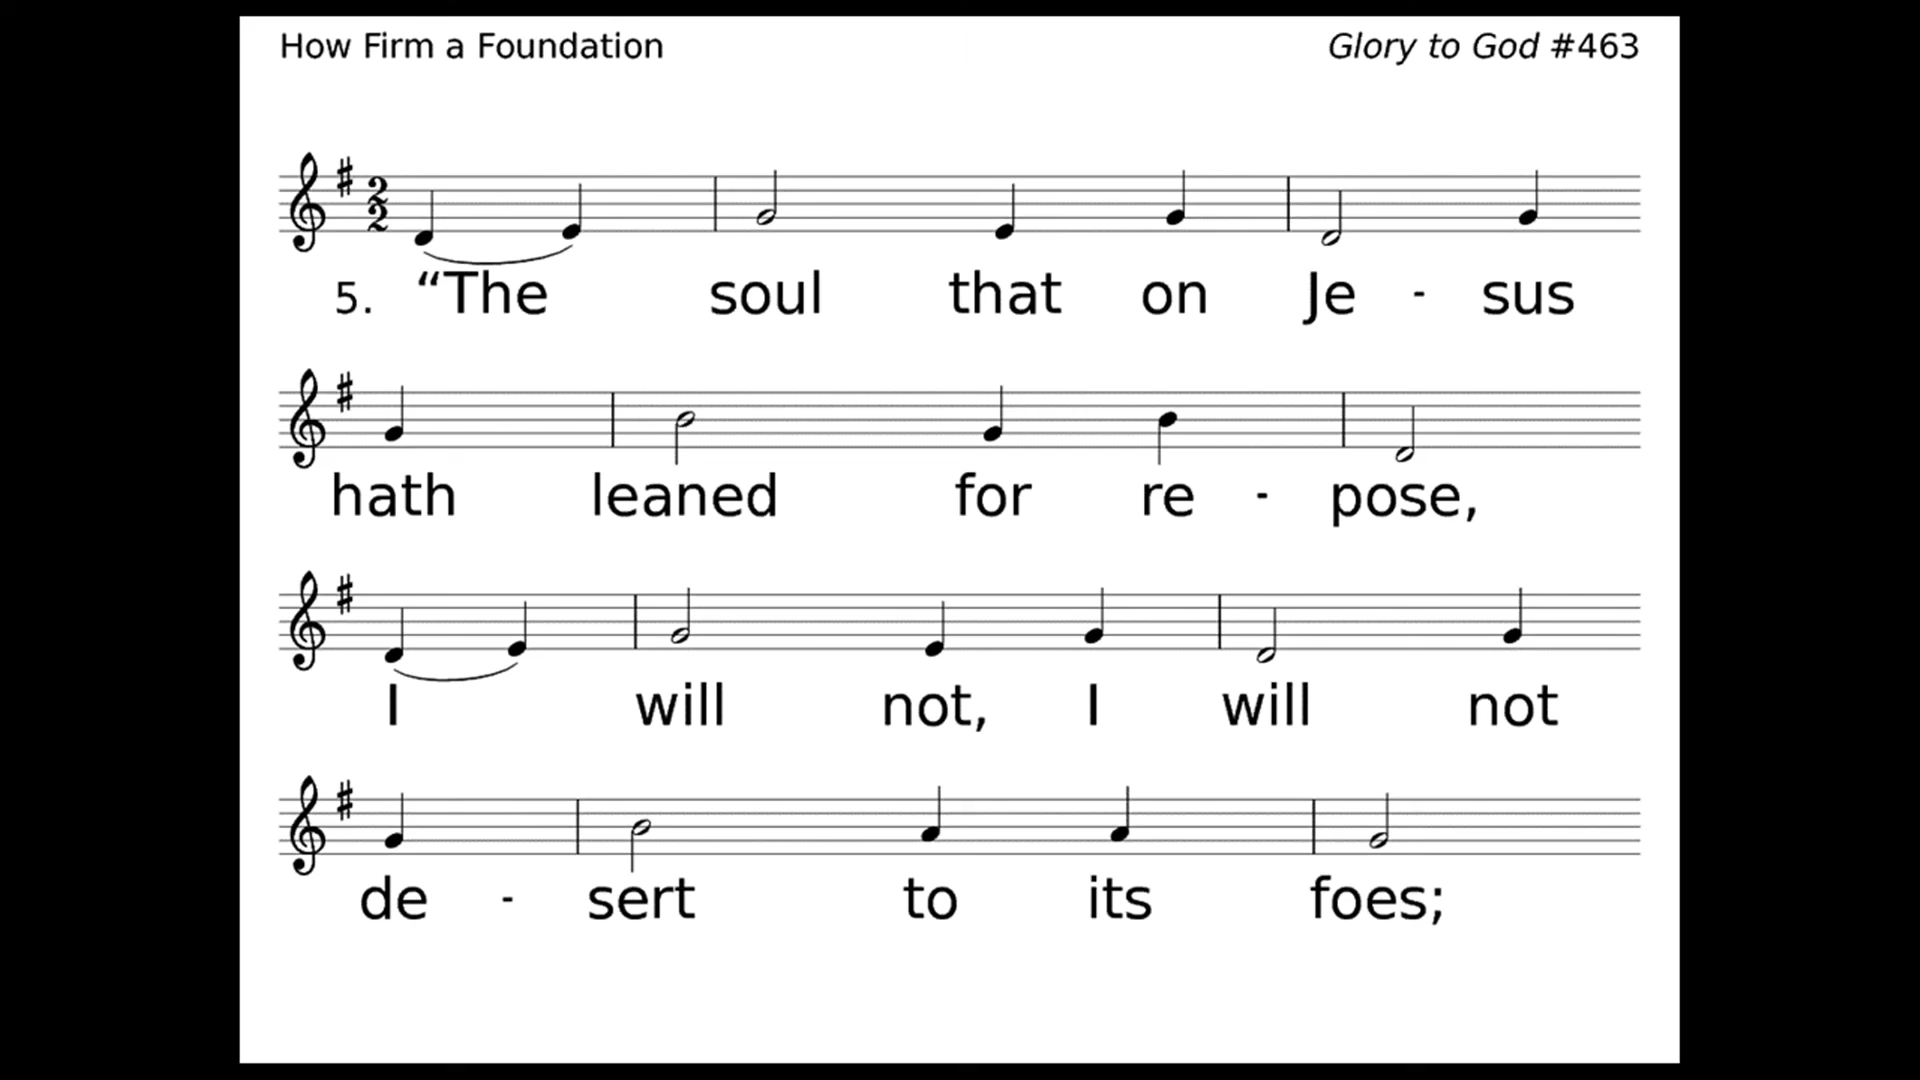 How Firm a Foundation
Glory to God #463
5. “The soul that on Je - sus
hath leaned for re - pose,
I will not, I will not
de - sert to its foes;